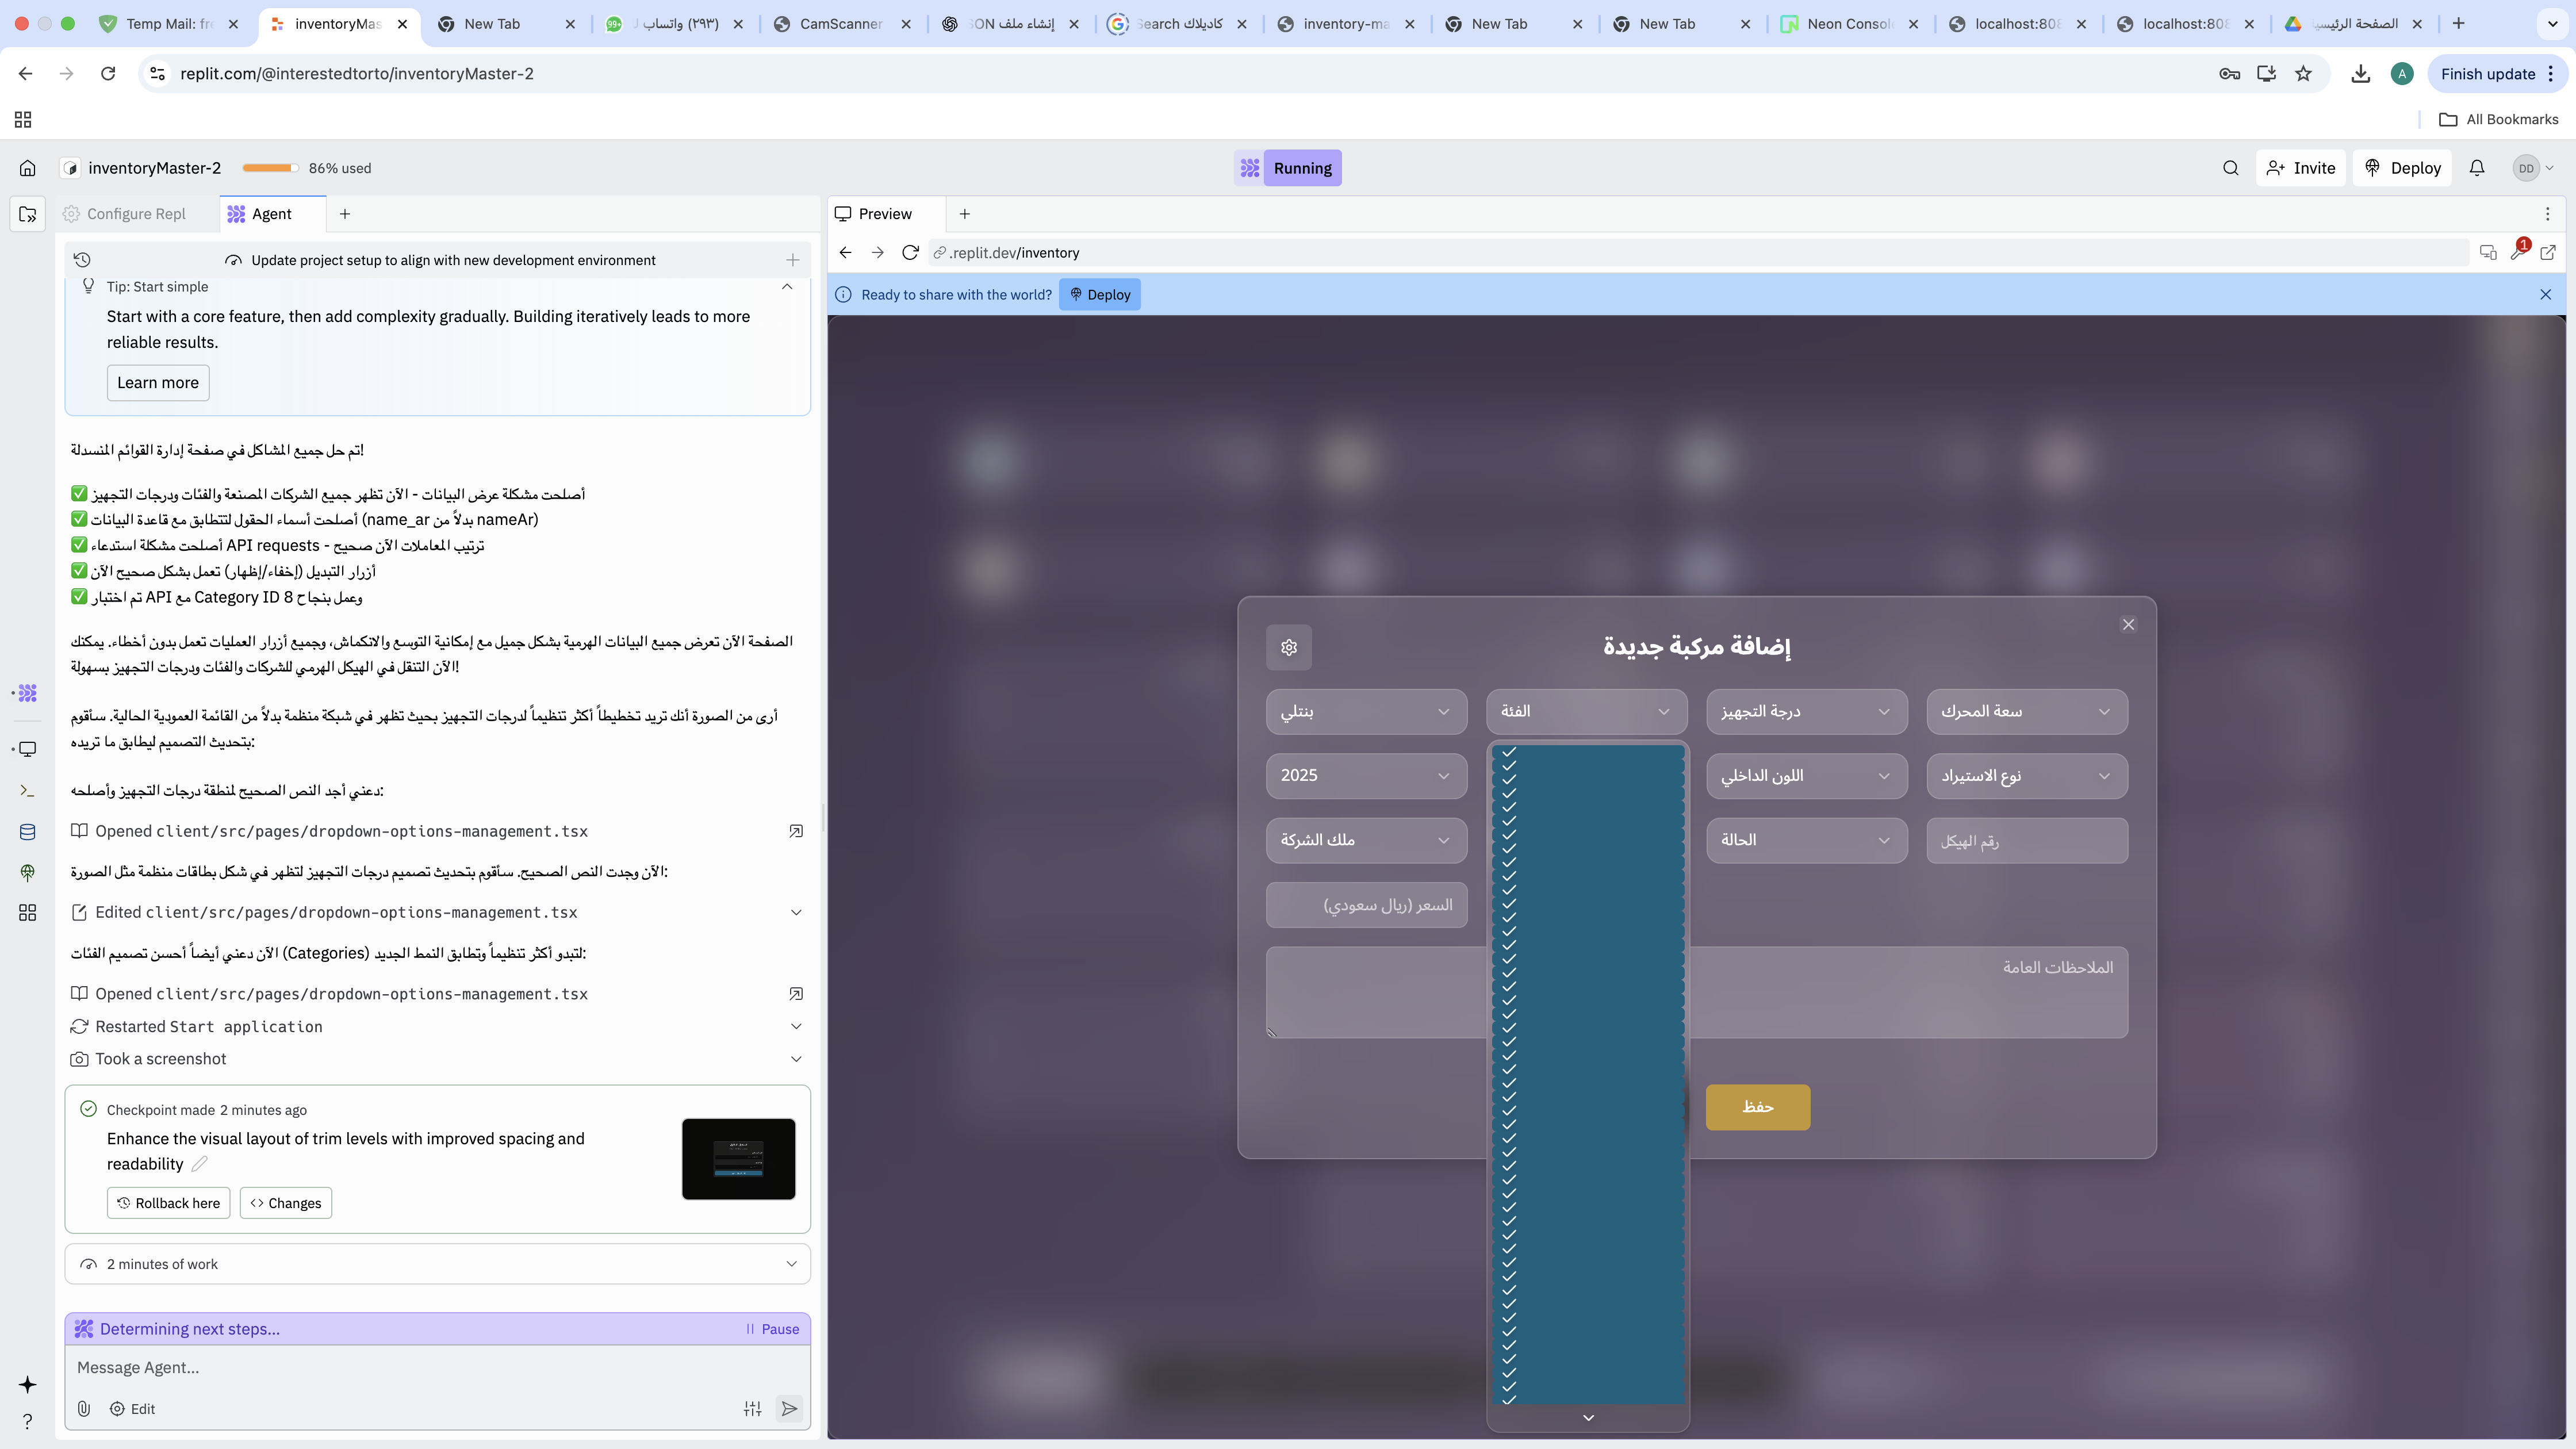 Temp Mail: fr
inventoryMas
New Tab
99+
(٢٩٣) واتساب
CamScanner
إنشاء ملف SON
Search كاديلاك
inventory-ma
New Tab
New Tab
Neon Consol
localhost:808
localhost:808
الصفحة الرئيسي
replit.com/@interestedtorto/inventoryMaster-2
A
Finish update
All Bookmarks
inventoryMaster-2
86% used
Running
Invite
Deploy
DD
Configure Repl
Agent
Update project setup to align with new development environment
Tip: Start simple
Start with a core feature, then add complexity gradually. Building iteratively leads to more
reliable results.
Learn more
تم حل جميع المشاكل في صفحة إدارة القوائم المنسدلة!
✅ أصلحت مشكلة عرض البيانات - الآن تظهر جميع الشركات المصنعة والفئات ودرجات التجهيز
✅ أصلحت أسماء الحقول لتتطابق مع قاعدة البيانات (name_ar بدلاً من nameAr)
✅ أصلحت مشكلة استدعاء API requests - ترتيب المعاملات الآن صحيح
✅ أزرار التبديل (إخفاء/إظهار) تعمل بشكل صحيح الآن
✅ تم اختبار API مع Category ID 8 وعمل بنجاح
الصفحة الآن تعرض جميع البيانات الهرمية بشكل جميل مع إمكانية التوسع والانكماش، وجميع أزرار العمليات تعمل بدون أخطاء. يمكنك
الآن التنقل في الهيكل الهرمي للشركات والفئات ودرجات التجهيز بسهولة!
أرى من الصورة أنك تريد تخطيطاً أكثر تنظيماً لدرجات التجهيز بحيث تظهر في شبكة منظمة بدلاً من القائمة العمودية الحالية. سأقوم
بتحديث التصميم ليطابق ما تريده:
دعني أجد النص الصحيح لمنطقة درجات التجهيز وأصلحه:
Opened client/src/pages/dropdown-options-management.tsx
الآن وجدت النص الصحيح. سأقوم بتحديث تصميم درجات التجهيز لتظهر في شكل بطاقات منظمة مثل الصورة:
Edited client/src/pages/dropdown-options-management.tsx
الآن دعني أيضاً أحسن تصميم الفئات (Categories) لتبدو أكثر تنظيماً وتطابق النمط الجديد:
Opened client/src/pages/dropdown-options-management.tsx
Restarted Start application
Took a screenshot
Checkpoint made 2 minutes ago
Enhance the visual layout of trim levels with improved spacing and
readability
Rollback here
Changes
2 minutes of work
Determining next steps...
Pause
Message Agent...
Edit
Preview
.replit.dev/inventory
1
Ready to share with the world?
Deploy
إضافة مركبة جديدة
بنتلي
الفئة
درجة التجهيز
سعة المحرك
2025
اللون الداخلي
نوع الاستيراد
ملك الشركة
الحالة
رقم الهيكل
السعر (ريال سعودي)
الملاحظات العامة
حفظ